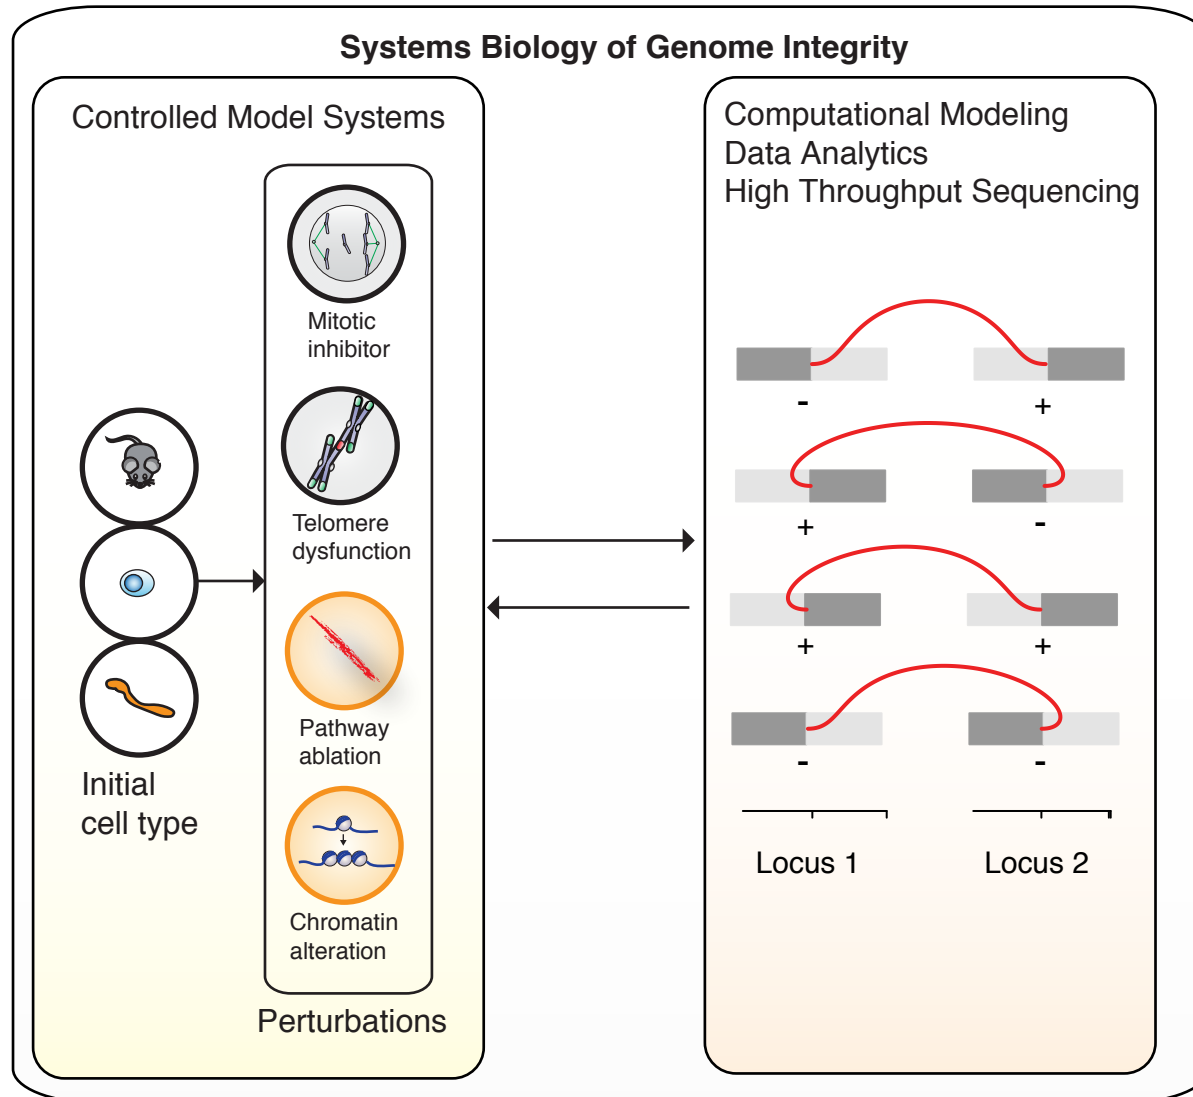 Systems Biology of Genome Integrity
Controlled Model Systems
Mitotic
inhibitor
Telomere
dysfunction
Pathway
ablation
Chromatin
alteration
Perturbations
Initial
cell type
Computational Modeling
Data Analytics
High Throughput Sequencing
- +
+ -
+ +
- -
Locus 1 Locus 2